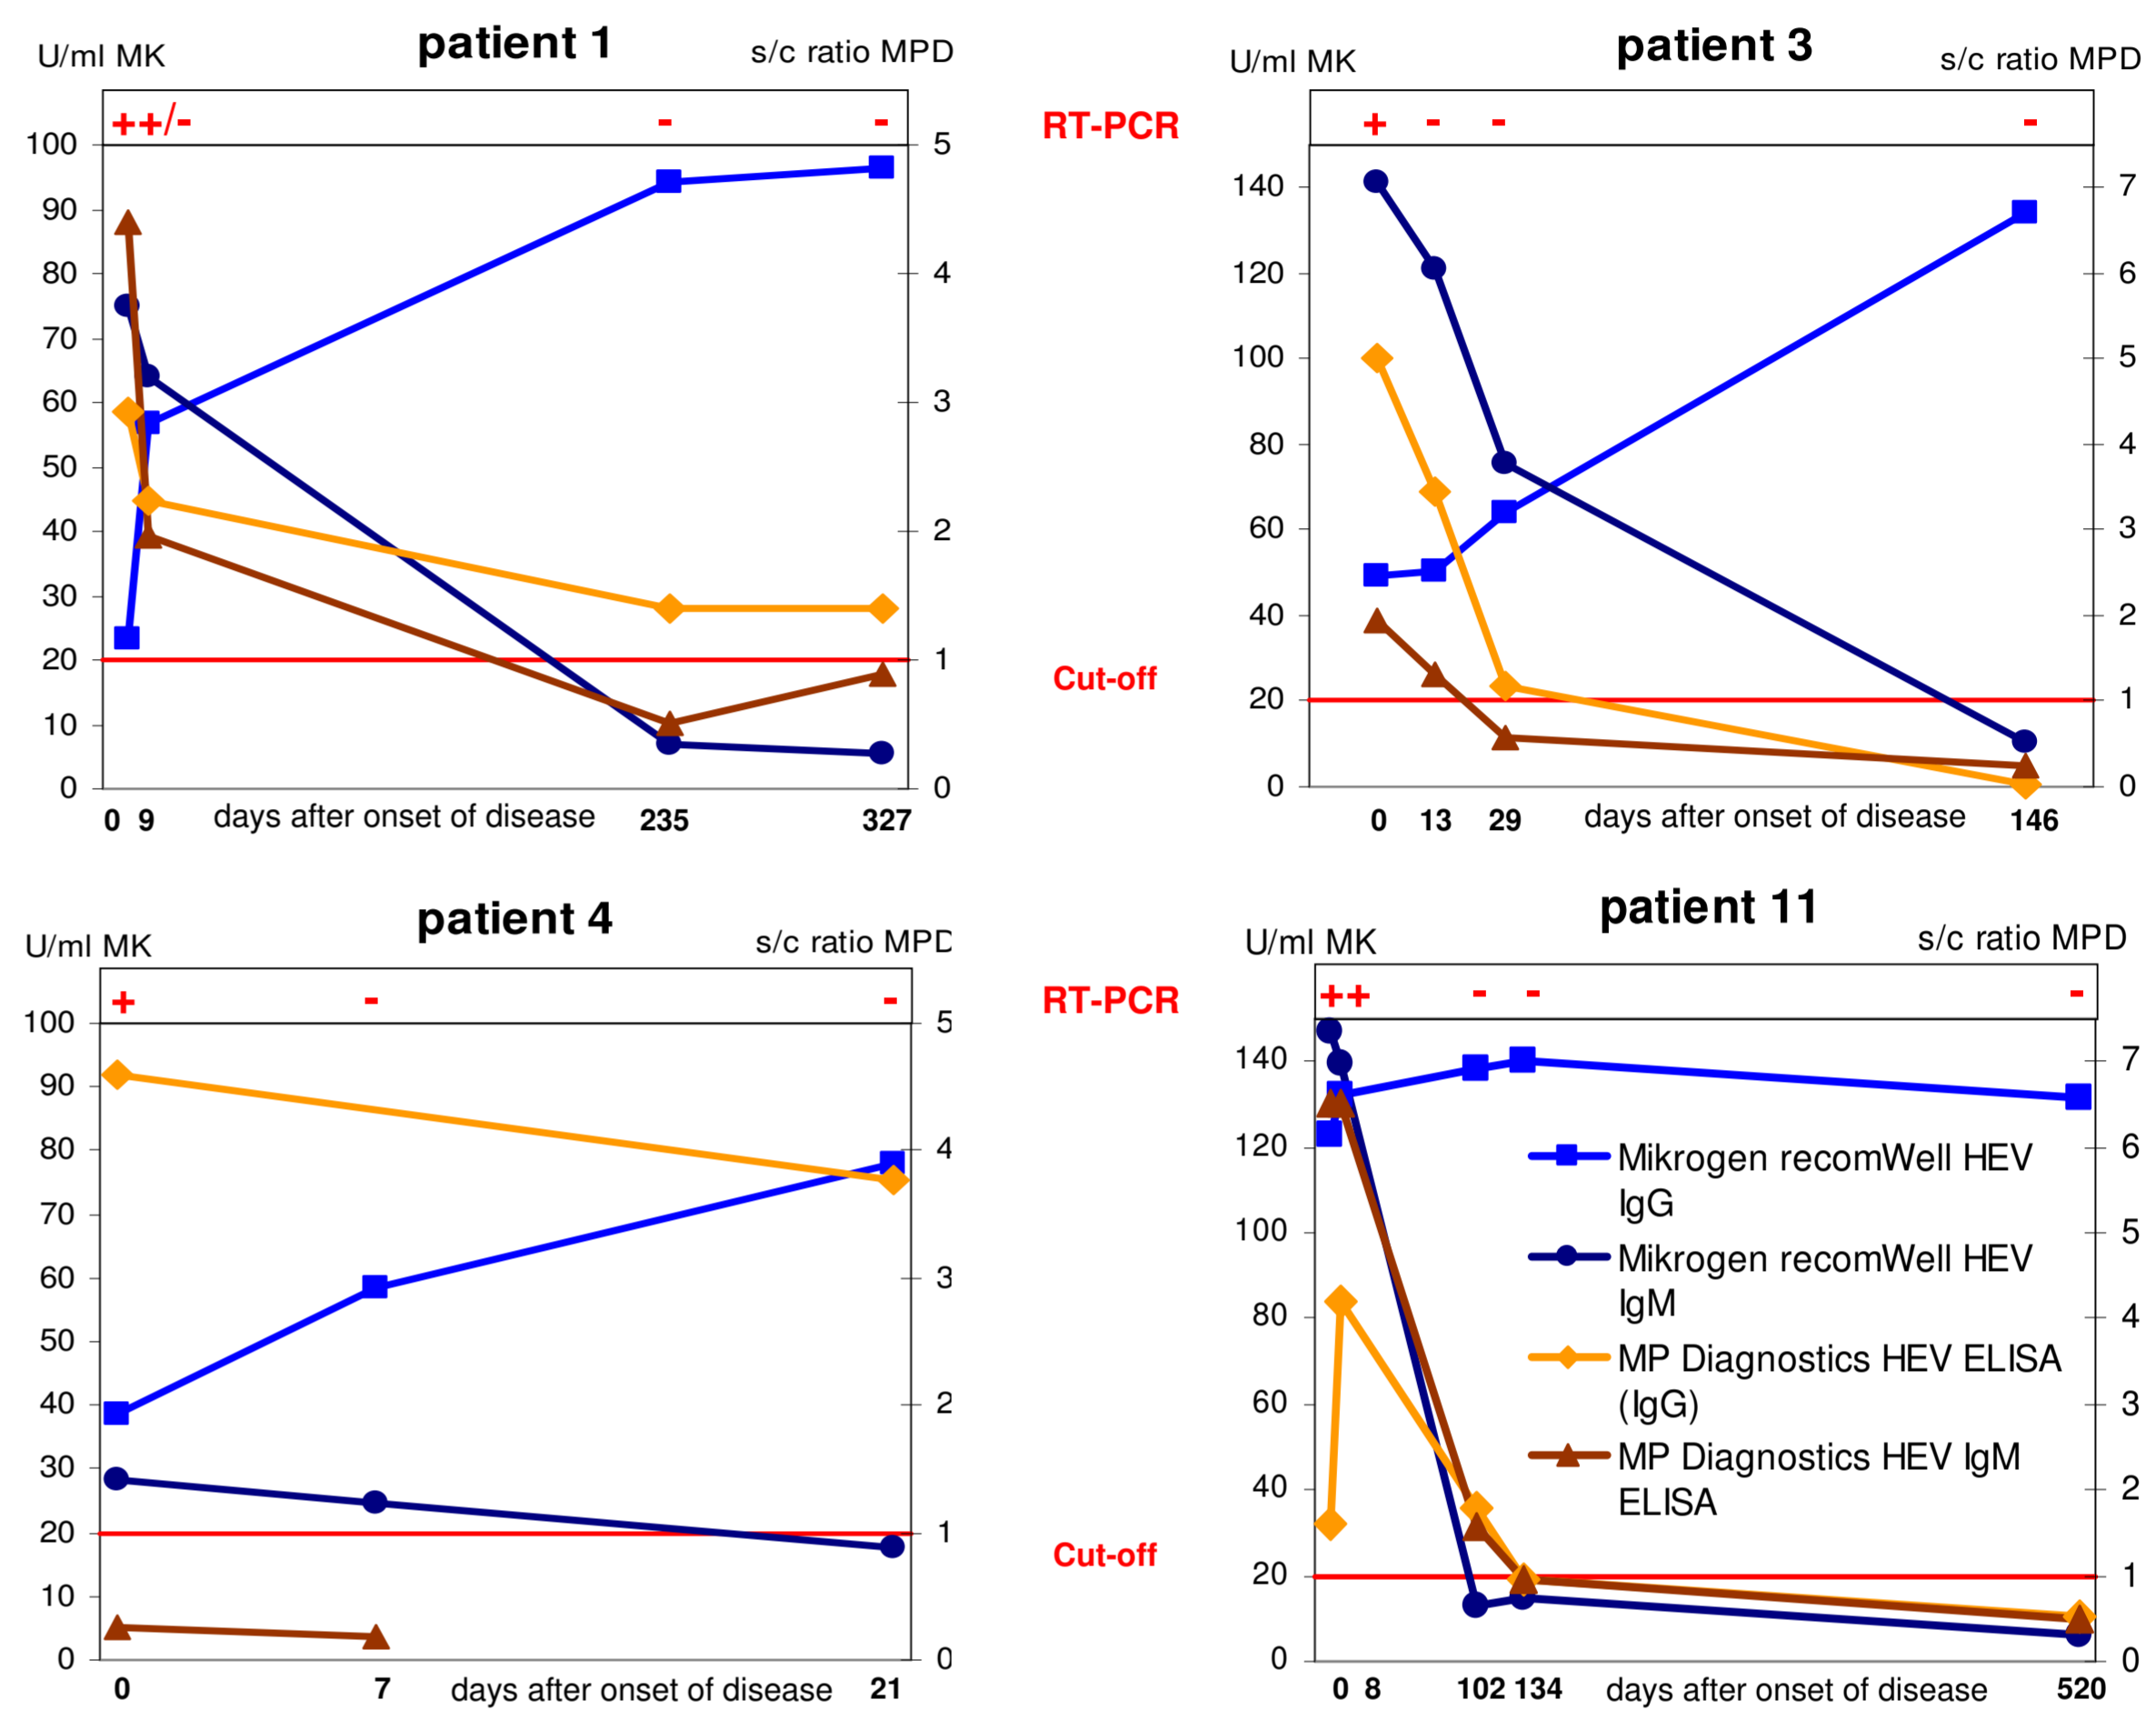 patient 1
U/ml MK
s/c ratio MPD
++/- - -
RT-PCR
100
90
80
70
60
50
40
30
20
10
0
5
4
3
2
1
0
Cut-off
0 9 days after onset of disease 235 327
patient 3
U/ml MK
s/c ratio MPD
+ - - -
140
120
100
80
60
40
20
0
7
6
5
4
3
2
1
0
0 13 29 days after onset of disease 146
patient 4
U/ml MK
s/c ratio MPD
+ - -
RT-PCR
100
90
80
70
60
50
40
30
20
10
0
5
4
3
2
1
0
Cut-off
0 7 days after onset of disease 21
patient 11
U/ml MK
s/c ratio MPD
++ - - -
140
120
100
80
60
40
20
0
7
6
5
4
3
2
1
0
Mikrogen recomWell HEV
IgG
Mikrogen recomWell HEV
IgM
MP Diagnostics HEV ELISA
(IgG)
MP Diagnostics HEV IgM
ELISA
0 8 102 134 days after onset of disease 520